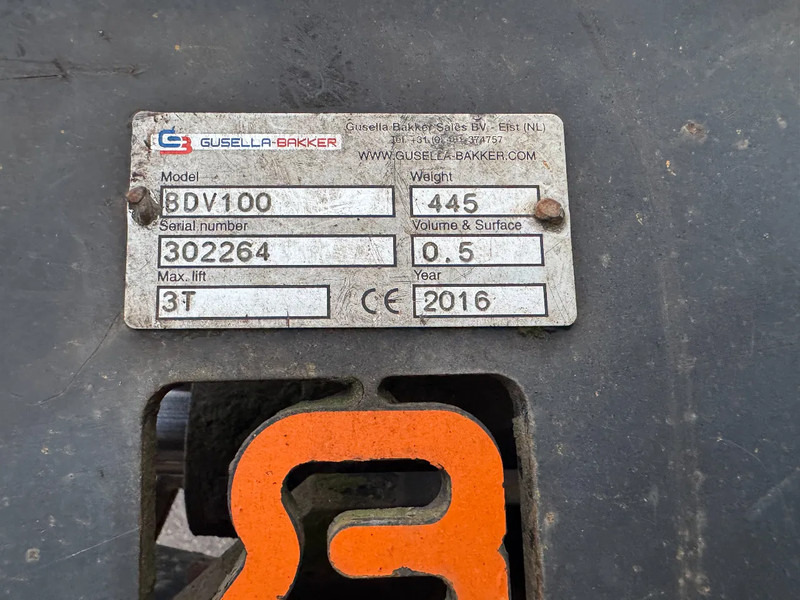 GUSELLA-BAKKER
Gusella Bakker Sales BV - Elst (NL)
WWW.GUSELLA-BAKKER.COM
Model
BDV100
Weight
445
Serial number
302264
Volume & Surface
0.5
Max. lift
3T
CE
Year
2016